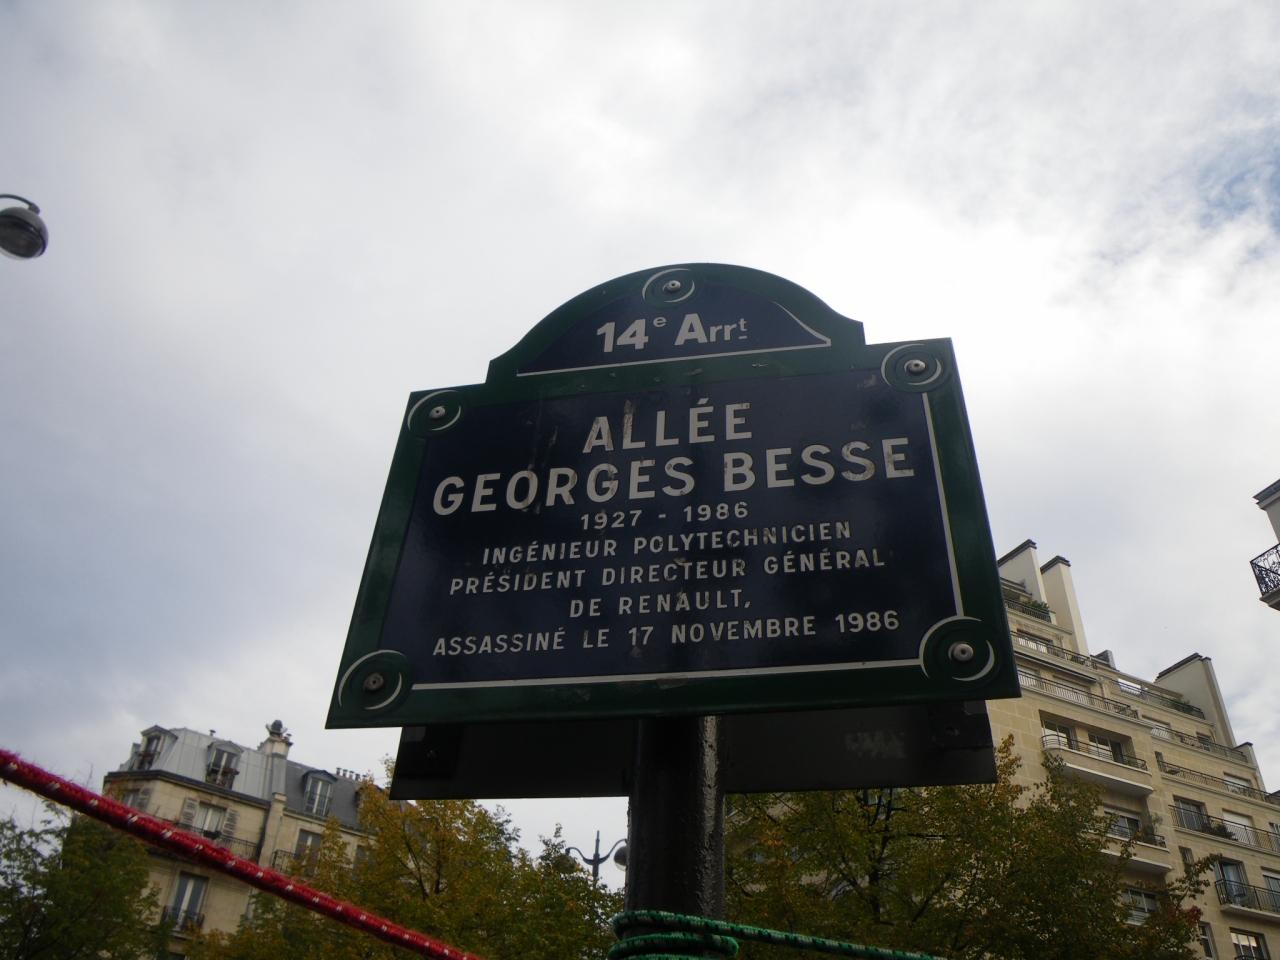 14e Arrt
ALLÉE
GEORGES BESSE
1927 - 1986
INGÉNIEUR POLYTECHNICIEN
PRÉSIDENT DIRECTEUR GÉNÉRAL
DE RENAULT,
ASSASSINÉ LE 17 NOVEMBRE 1986